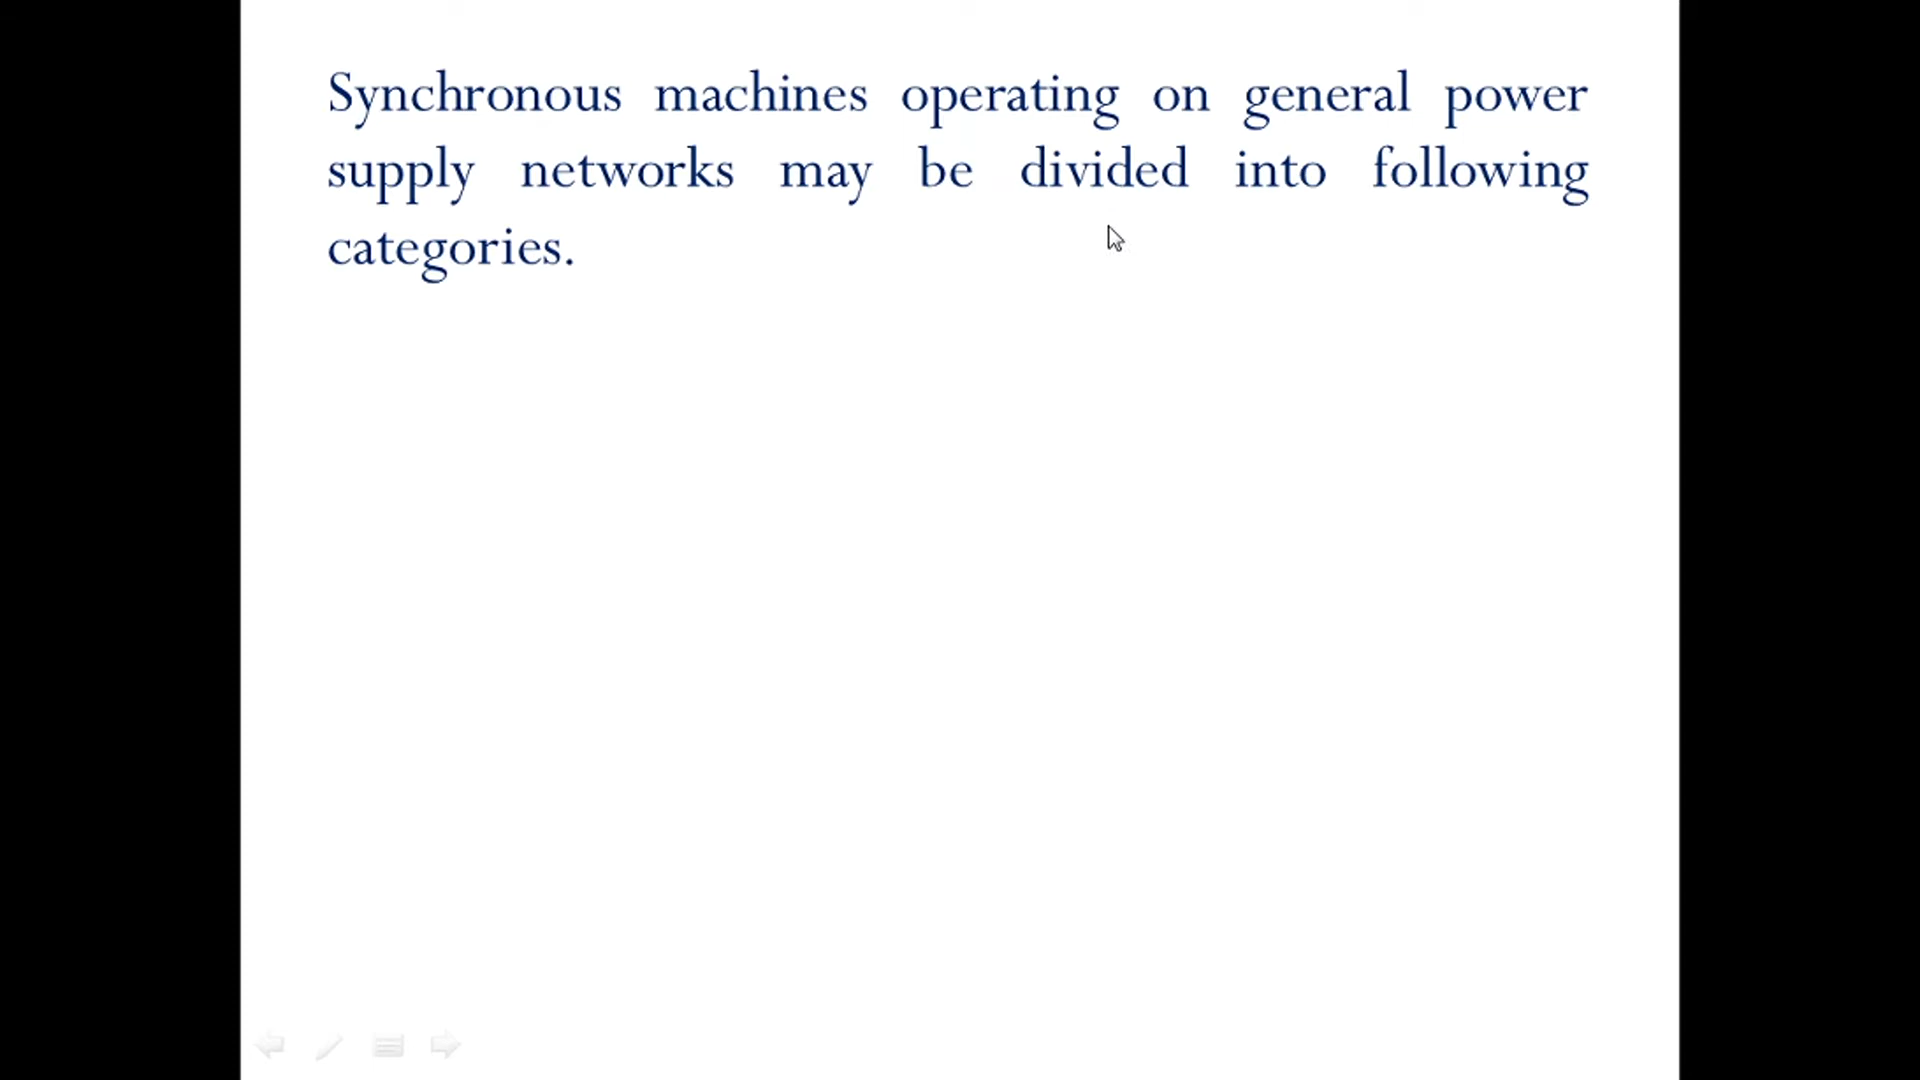 Synchronous machines operating on general power
supply networks may be divided into following
categories.